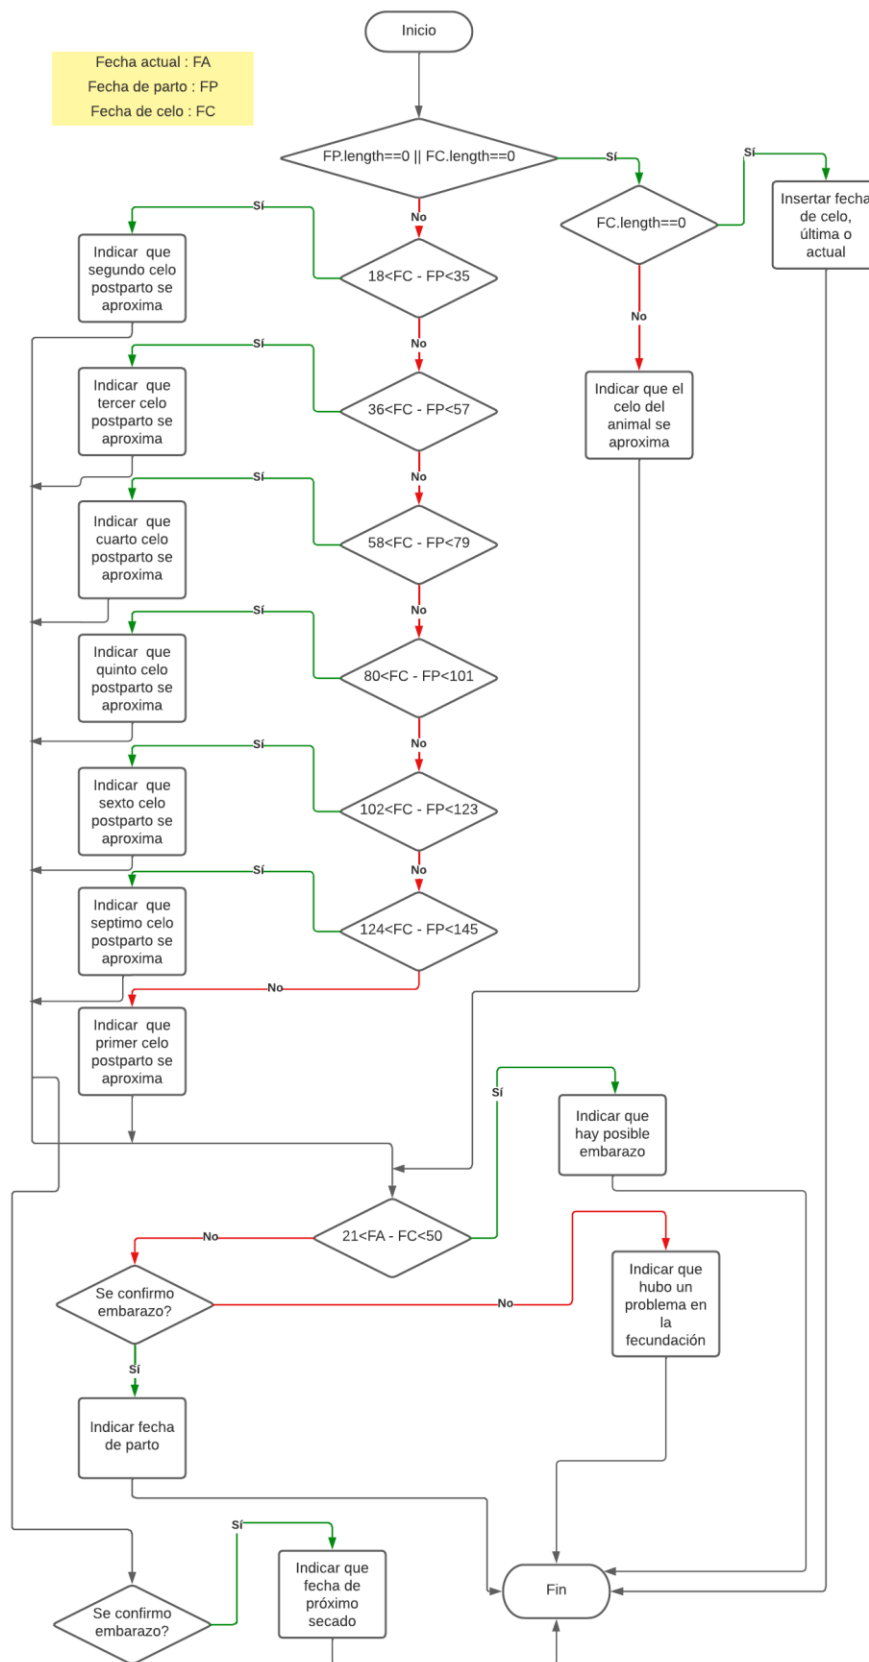 Inicio
Fecha actual : FA
Fecha de parto : FP
Fecha de celo : FC
FP.length==0 || FC.length==0
Sí
Sí
FC.length==0
Insertar fecha
de celo,
última o
actual
No
Sí
18<FC - FP<35
Indicar que
segundo celo
postparto se
aproxima
No
No
Indicar que el
celo del
animal se
aproxima
Sí
36<FC - FP<57
Indicar que
tercer celo
postparto se
aproxima
No
Sí
58<FC - FP<79
Indicar que
cuarto celo
postparto se
aproxima
No
Sí
80<FC - FP<101
Indicar que
quinto celo
postparto se
aproxima
No
Sí
102<FC - FP<123
Indicar que
sexto celo
postparto se
aproxima
No
Sí
124<FC - FP<145
Indicar que
septimo celo
postparto se
aproxima
No
Indicar que
primer celo
postparto se
aproxima
Sí
Indicar que
hay posible
embarazo
21<FA - FC<50
No
Se confirmo
embarazo?
No
Indicar que
hubo un
problema en
la
fecundación
Sí
Indicar fecha
de parto
Sí
Indicar que
fecha de
próximo
secado
Fin
Se confirmo
embarazo?